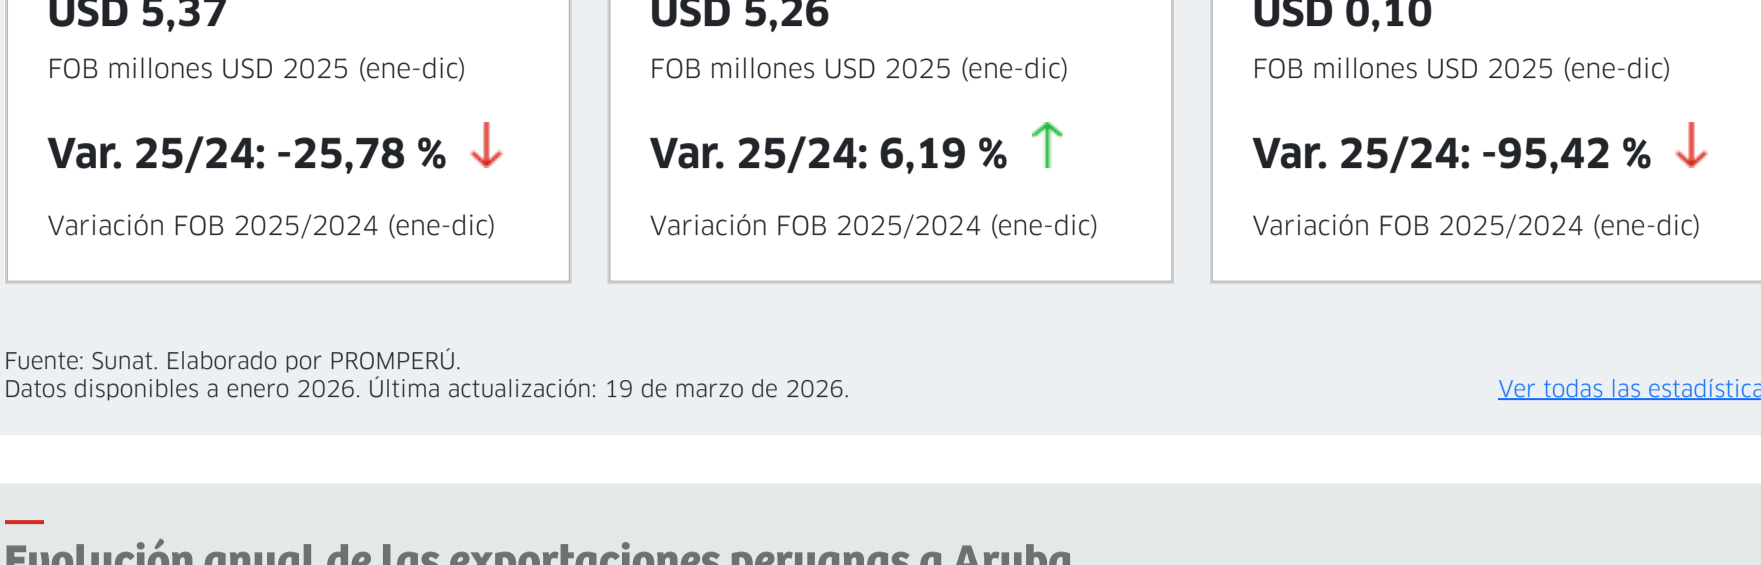 USD 5,37
FOB millones USD 2025 (ene-dic)
Var. 25/24: -25,78 %
Variación FOB 2025/2024 (ene-dic)
USD 5,26
FOB millones USD 2025 (ene-dic)
Var. 25/24: 6,19 %
Variación FOB 2025/2024 (ene-dic)
USD 0,10
FOB millones USD 2025 (ene-dic)
Var. 25/24: -95,42 %
Variación FOB 2025/2024 (ene-dic)
Fuente: Sunat. Elaborado por PROMPERÚ.
Datos disponibles a enero 2026. Última actualización: 19 de marzo de 2026.
Ver todas las estadística
Evolución anual de las exportaciones peruanas a Aruba